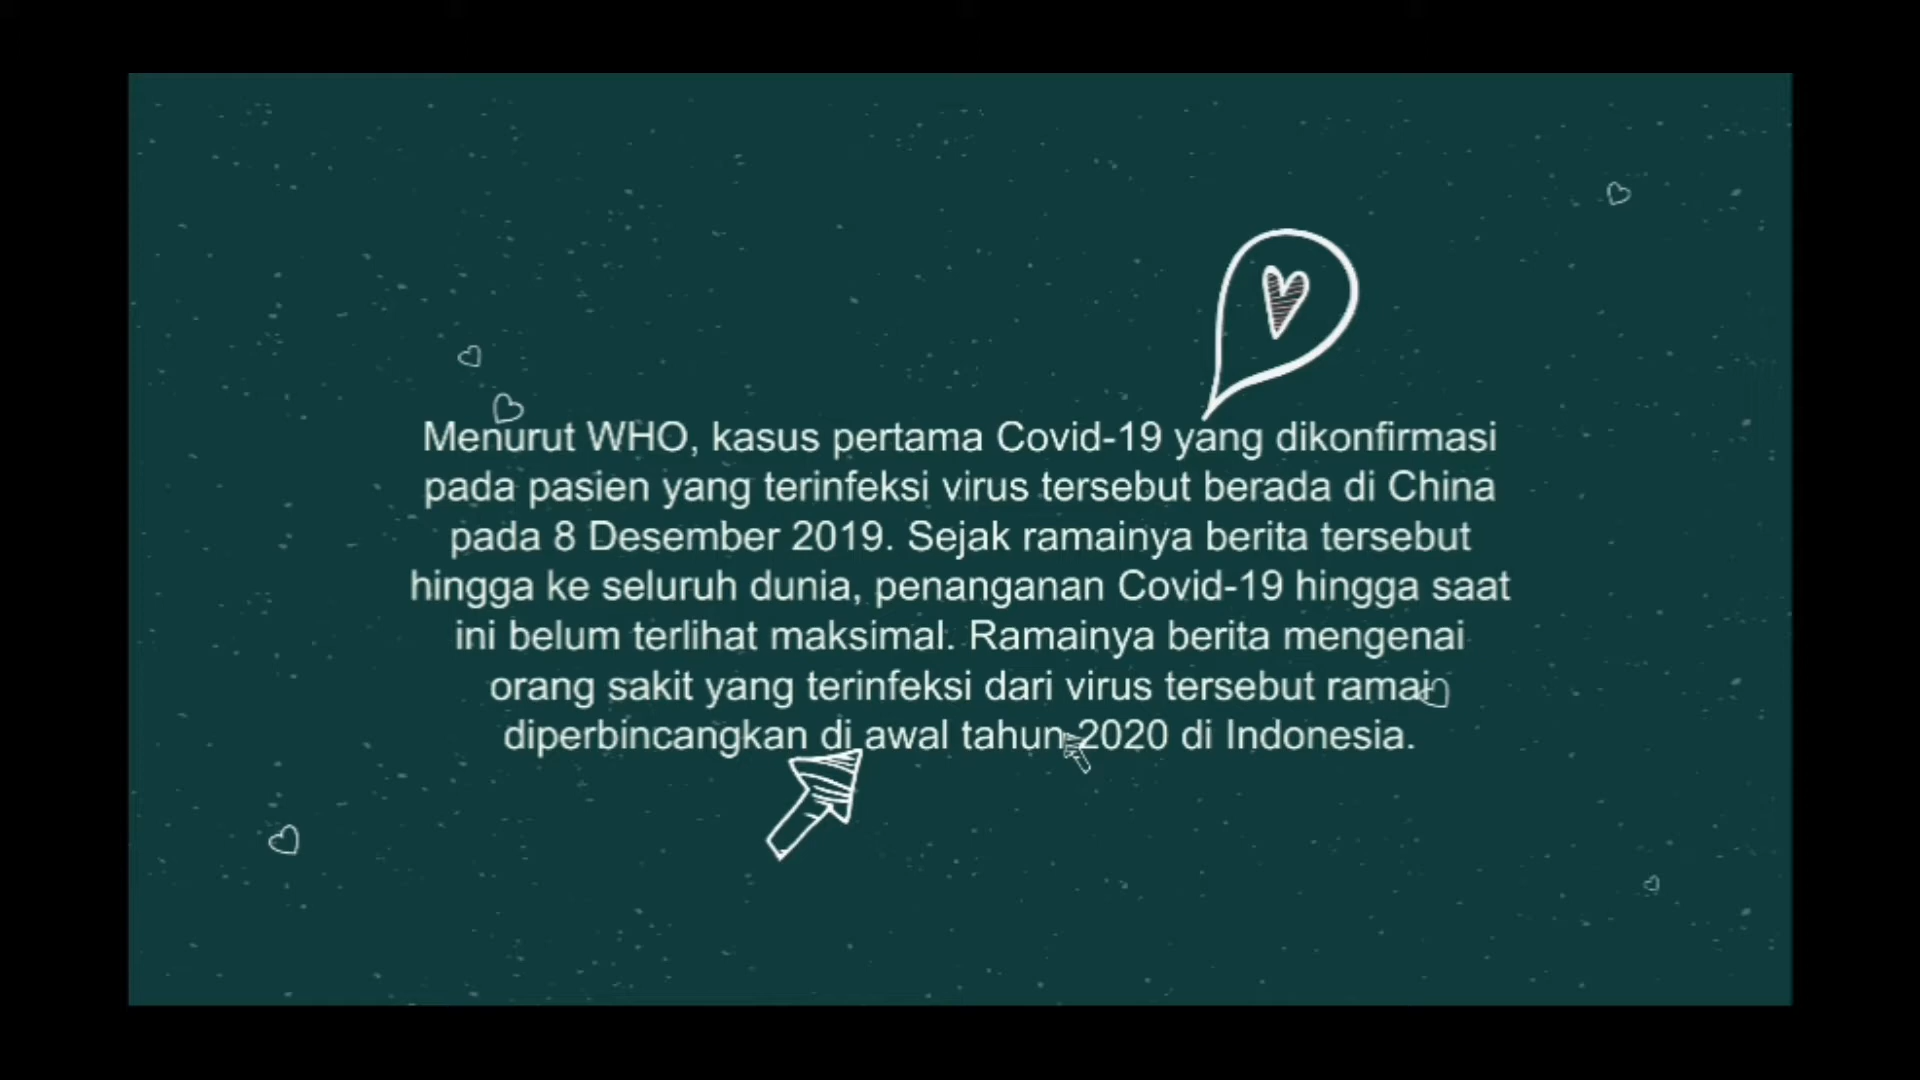 Menurut WHO, kasus pertama Covid-19 yang dikonfirmasi
pada pasien yang terinfeksi virus tersebut berada di China
pada 8 Desember 2019. Sejak ramainya berita tersebut
hingga ke seluruh dunia, penanganan Covid-19 hingga saat
ini belum terlihat maksimal. Ramainya berita mengenai
orang sakit yang terinfeksi dari virus tersebut ramai
diperbincangkan di awal tahun 2020 di Indonesia.